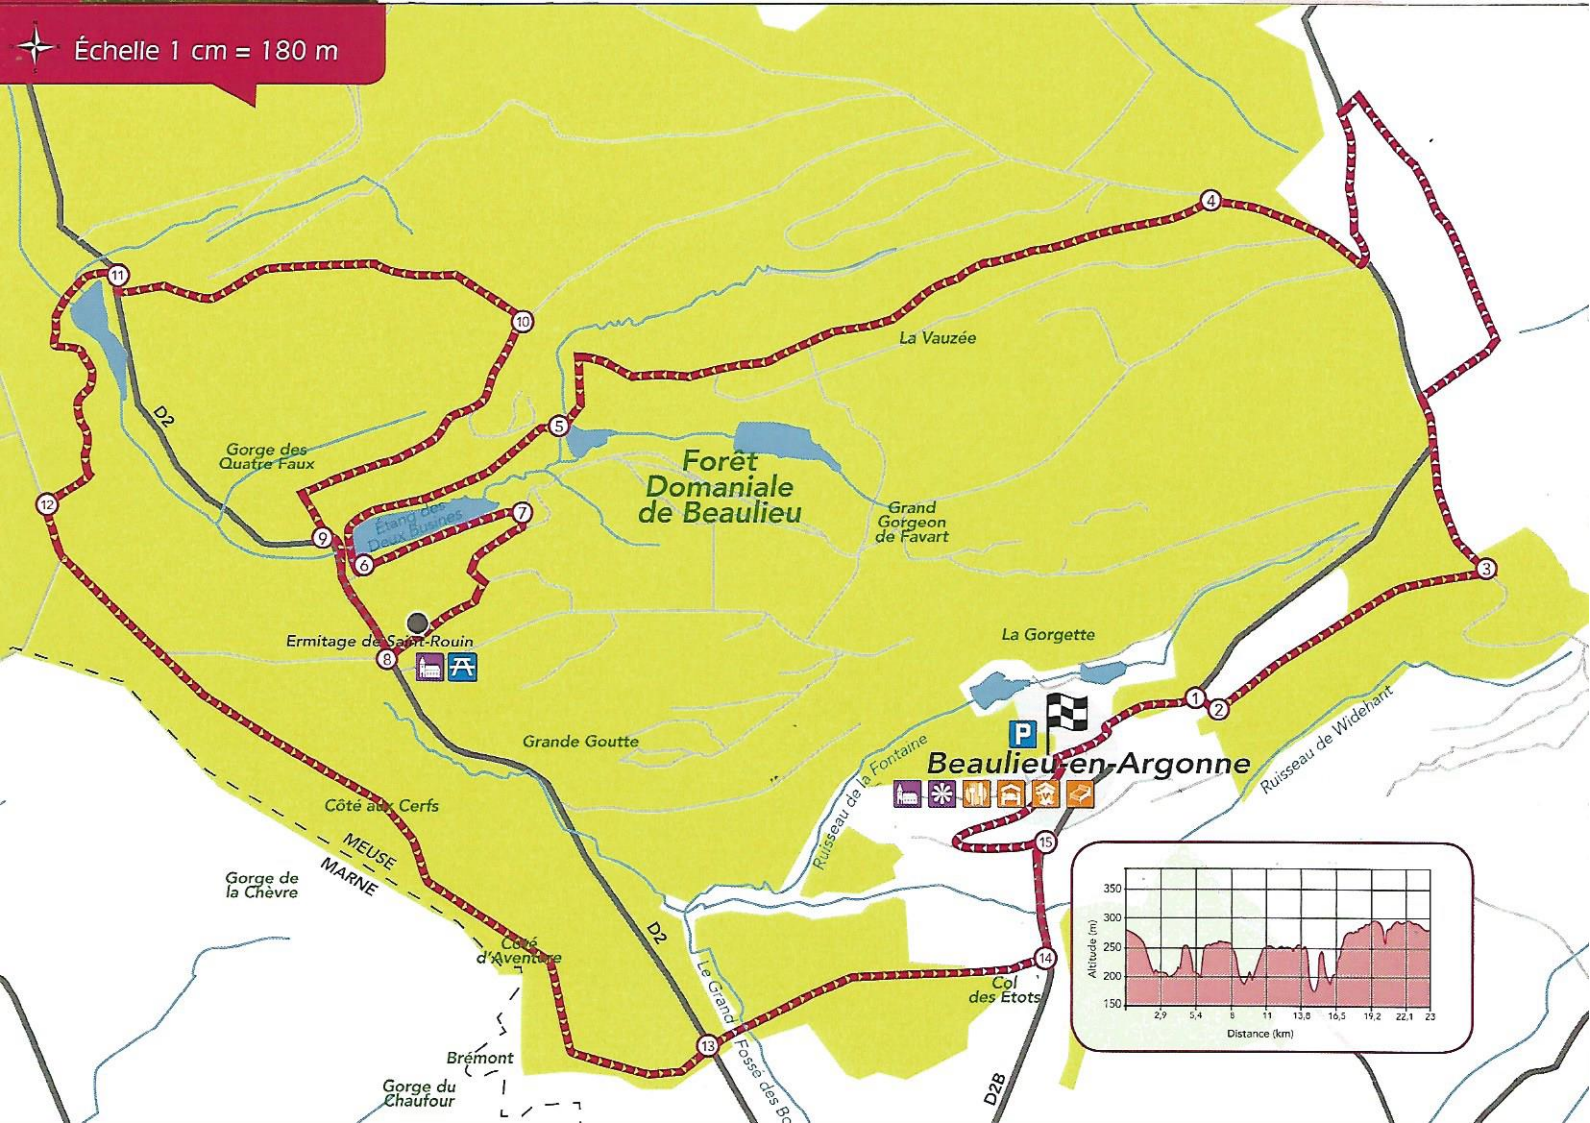 Échelle 1 cm = 180 m
4
11
10
La Vauzée
D2
5
Gorge des
Quatre Faux
Forêt
Domaniale
de Beaulieu
12
Étang des
Deux Busines
7
Grand
Gorgeon
de Favart
9
6
3
Ermitage de Saint-Rouin
La Gorgette
8
1
2
Grande Goutte
P
Ruisseau de la Fontaine
Beaulieu-en-Argonne
Ruisseau de Widehant
Côté aux Cerfs
MEUSE
MARNE
15
Gorge de
la Chèvre
D2
Côté
d'Aventure
14
Col
des Etots
Le Grand Fossé des Bo
13
Brémont
Gorge du
Chaufour
D2B
Altitude (m)
350
300
250
200
150
2,9 5,4 8 11 13,8 16,5 19,2 22,1 23
Distance (km)